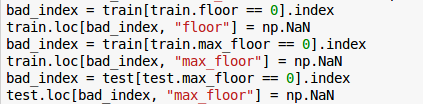 bad_index = train[train.floor == 0].index
train.loc[bad_index, "floor"] = np.NaN
bad_index = train[train.max_floor == 0].index
train.loc[bad_index, "max_floor"] = np.NaN
bad_index = test[test.max_floor == 0].index
test.loc[bad_index, "max_floor"] = np.NaN